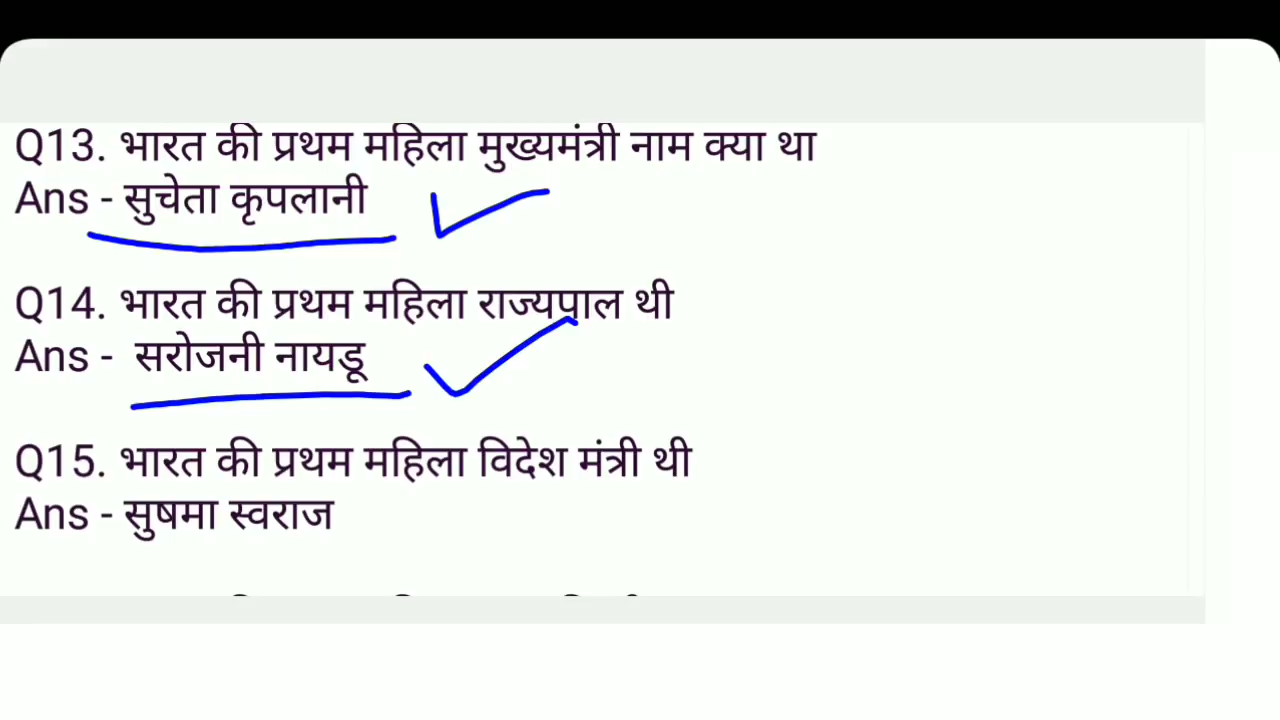 Q13. भारत की प्रथम महिला मुख्यमंत्री नाम क्या था
Ans - सुचेता कृपलानी
Q14. भारत की प्रथम महिला राज्यपाल थी
Ans - सरोजनी नायडू
Q15. भारत की प्रथम महिला विदेश मंत्री थी
Ans - सुषमा स्वराज